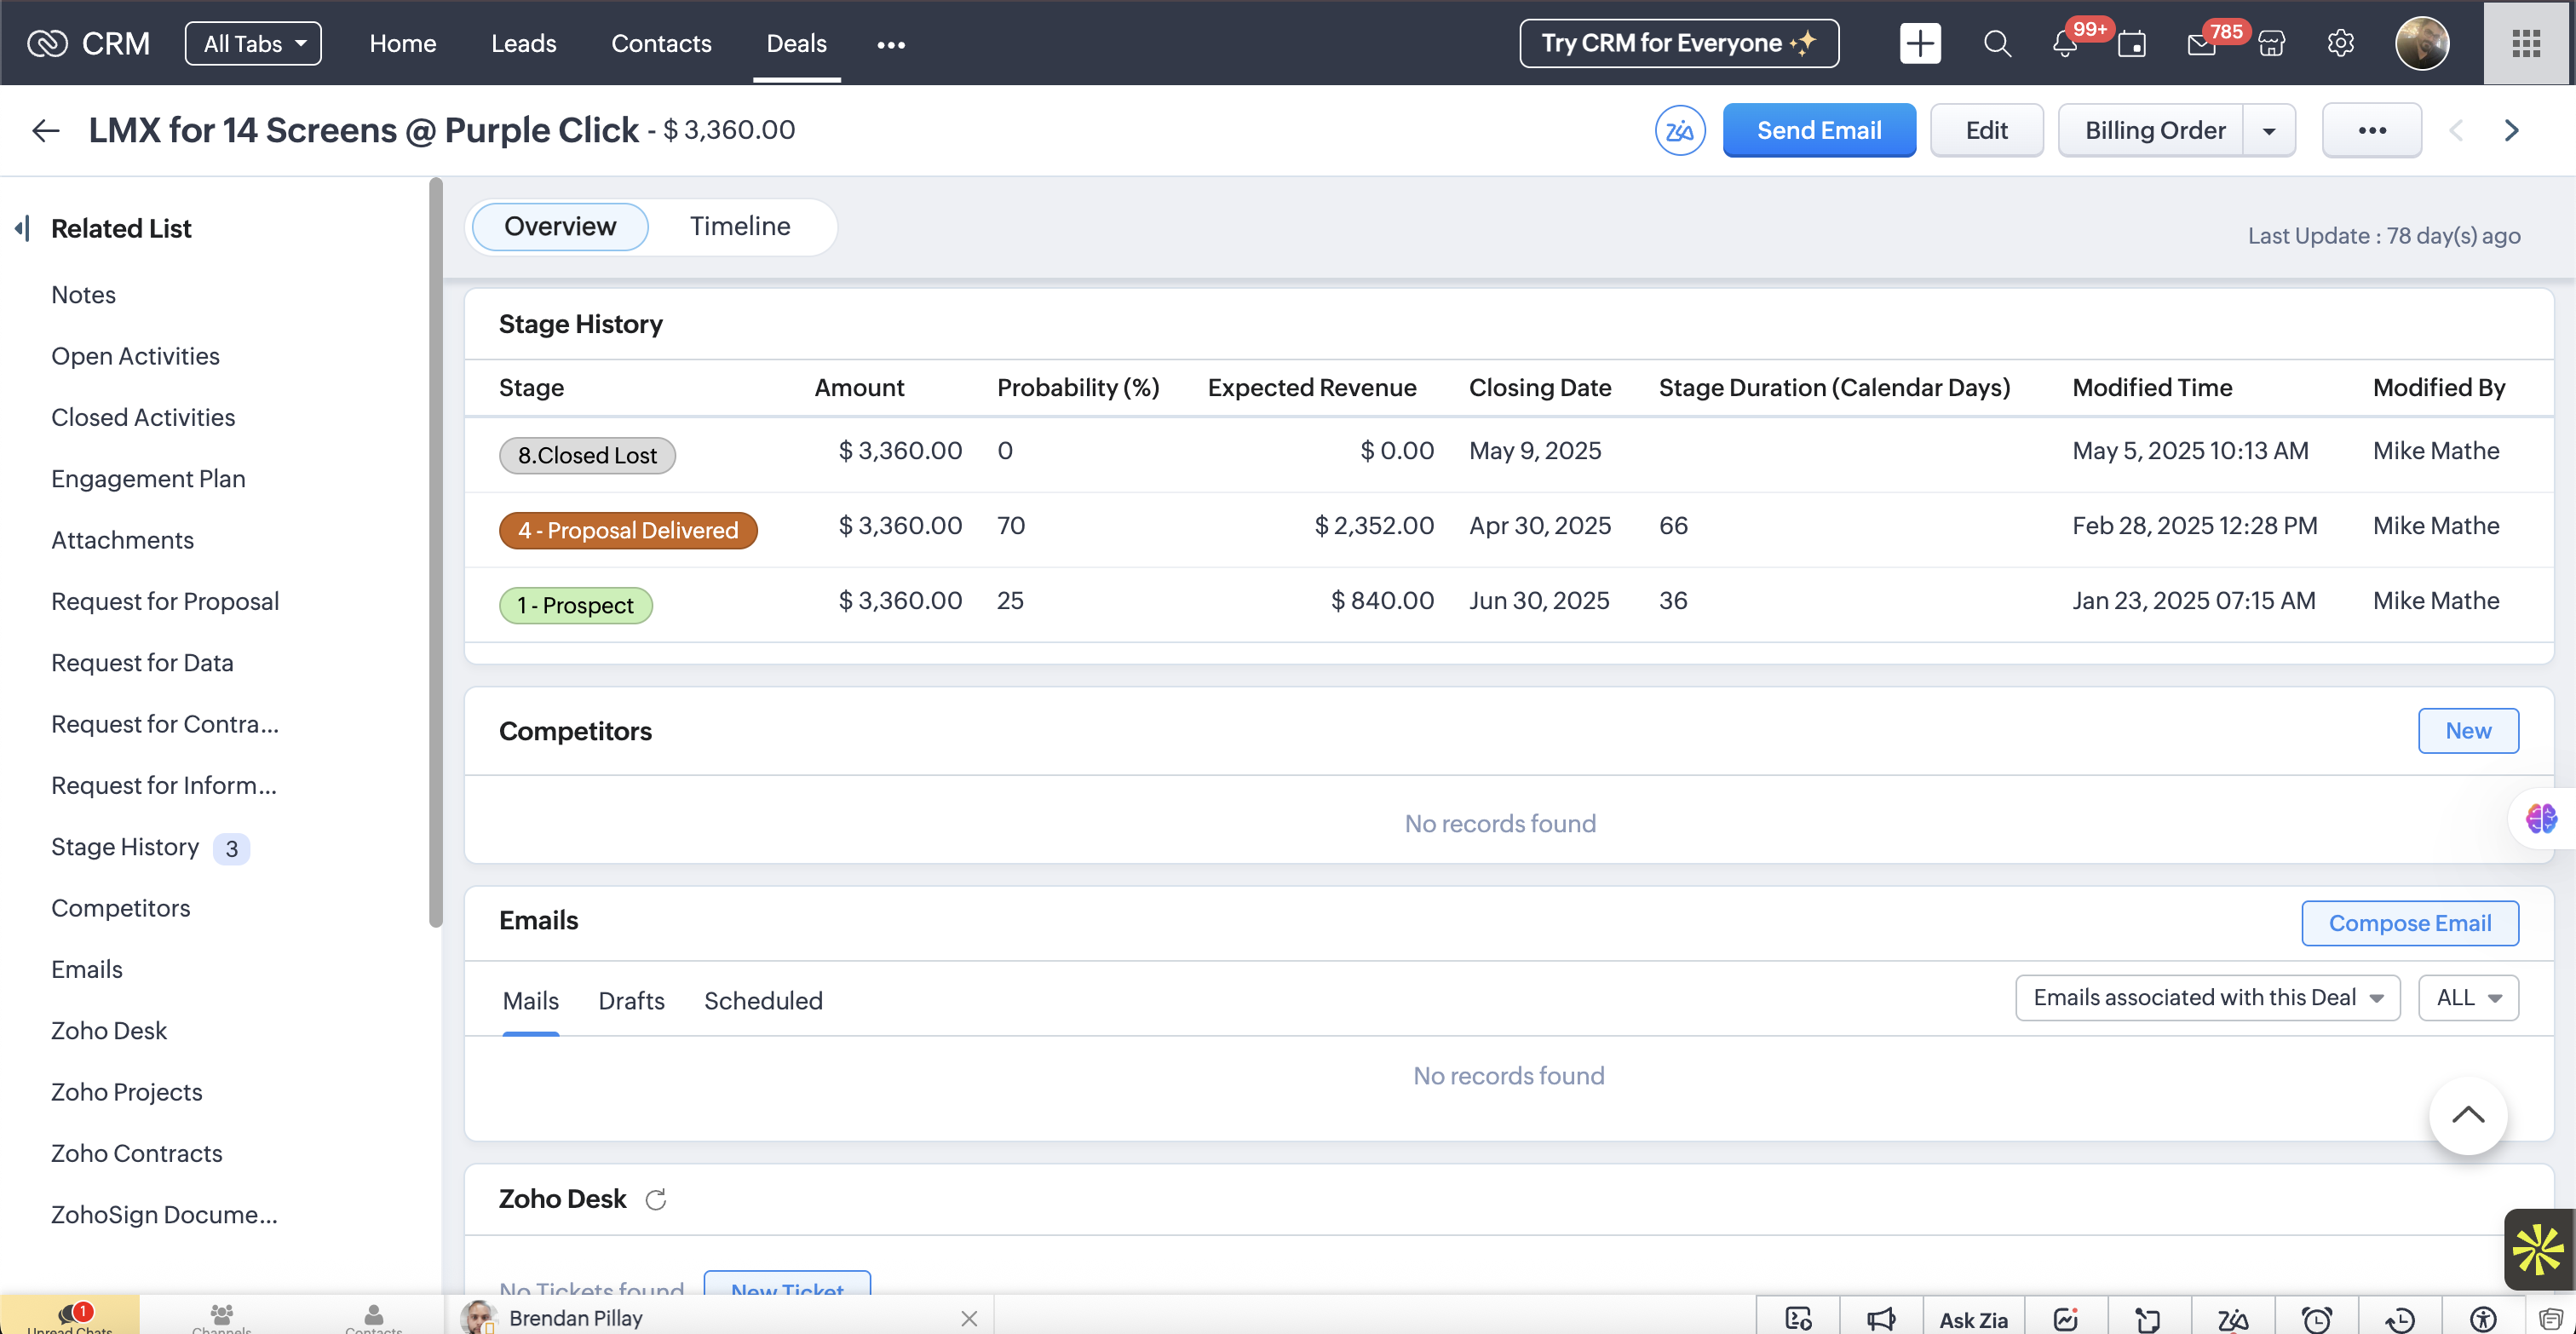 CRM All Tabs Home Leads Contacts Deals ••• Try CRM for Everyone 99+ 785
LMX for 14 Screens @ Purple Click - $ 3,360.00 Zia Send Email Edit Billing Order •••
Related List
Notes
Open Activities
Closed Activities
Engagement Plan
Attachments
Request for Proposal
Request for Data
Request for Contra...
Request for Inform...
Stage History 3
Competitors
Emails
Zoho Desk
Zoho Projects
Zoho Contracts
ZohoSign Docume...
Overview Timeline Last Update : 78 day(s) ago
Stage History
Stage Amount Probability (%) Expected Revenue Closing Date Stage Duration (Calendar Days) Modified Time Modified By
8.Closed Lost $ 3,360.00 0 $ 0.00 May 9, 2025 May 5, 2025 10:13 AM Mike Mathe
4 - Proposal Delivered $ 3,360.00 70 $ 2,352.00 Apr 30, 2025 66 Feb 28, 2025 12:28 PM Mike Mathe
1 - Prospect $ 3,360.00 25 $ 840.00 Jun 30, 2025 36 Jan 23, 2025 07:15 AM Mike Mathe
Competitors New
No records found
Emails Compose Email
Mails Drafts Scheduled Emails associated with this Deal ALL
No records found
Zoho Desk
No Tickets found New Ticket
1 Unread Chats Channels Contacts Brendan Pillay Ask Zia Zia